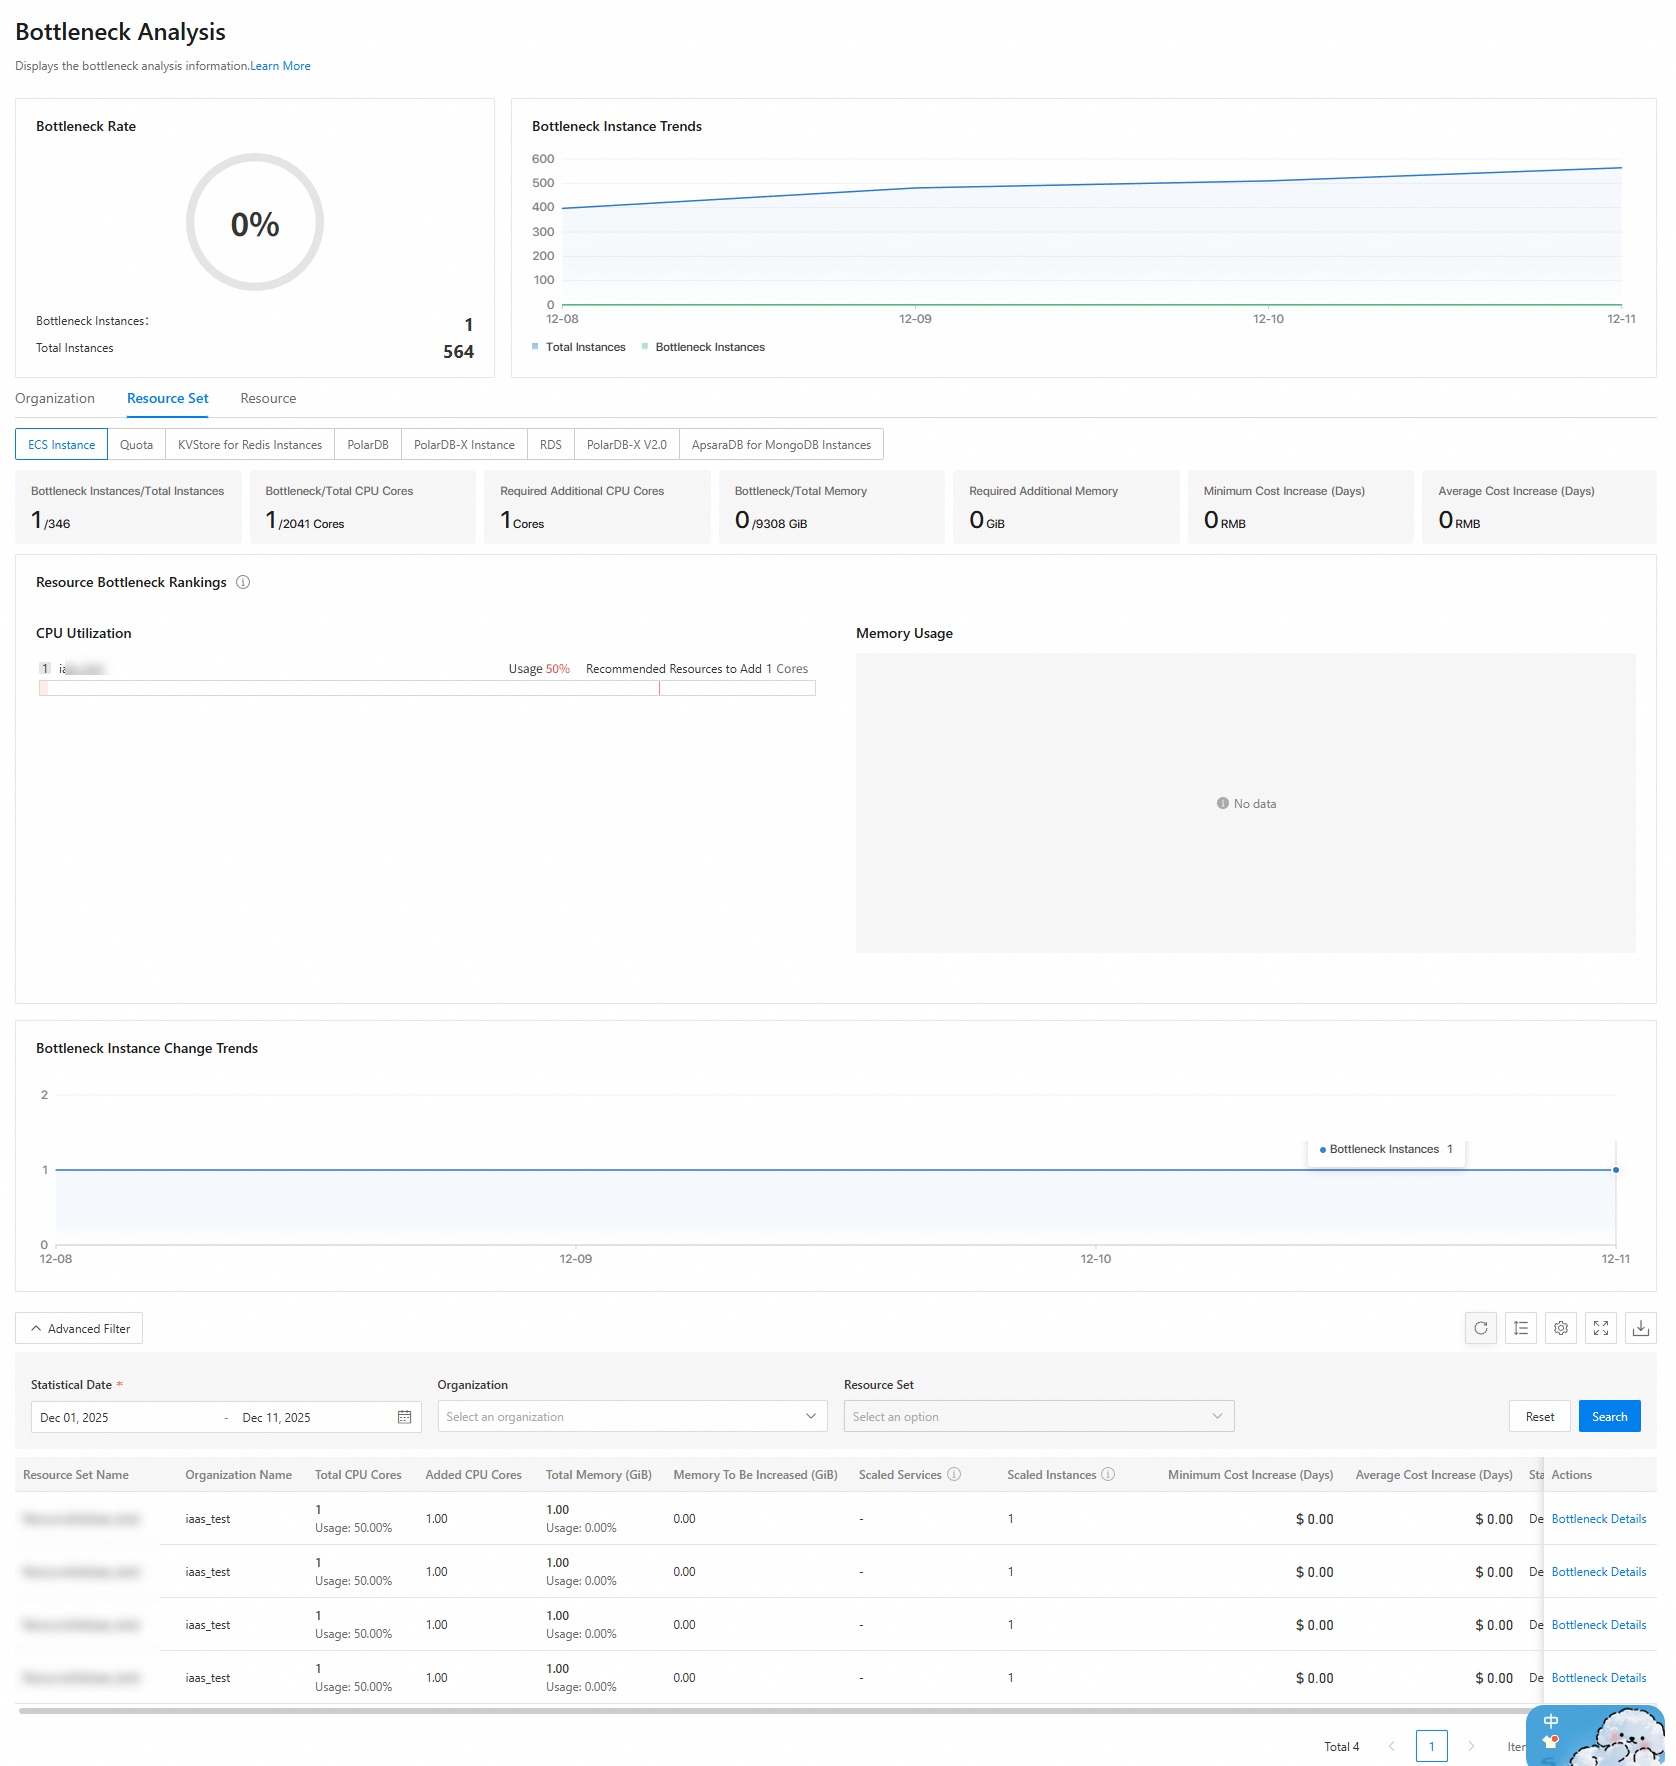 Bottleneck Analysis
Displays the bottleneck analysis information.Learn More
Bottleneck Rate
0%
Bottleneck Instances: 1
Total Instances 564
Bottleneck Instance Trends
600
500
400
300
200
100
0
12-08 12-09 12-10 12-11
Total Instances Bottleneck Instances
Organization Resource Set Resource
ECS Instance Quota KVStore for Redis Instances PolarDB PolarDB-X Instance RDS PolarDB-X V2.0 ApsaraDB for MongoDB Instances
Bottleneck Instances/Total Instances Bottleneck/Total CPU Cores Required Additional CPU Cores Bottleneck/Total Memory Required Additional Memory Minimum Cost Increase (Days) Average Cost Increase (Days)
1/346 1/2041 Cores 1Cores 0/9308 GiB 0GiB 0RMB 0RMB
Resource Bottleneck Rankings
CPU Utilization
1 Usage 50% Recommended Resources to Add 1 Cores
Memory Usage
No data
Bottleneck Instance Change Trends
2
1
0
Bottleneck Instances 1
12-08 12-09 12-10 12-11
Advanced Filter
Statistical Date * Organization Resource Set
Dec 01, 2025 - Dec 11, 2025 Select an organization Select an option Reset Search
Resource Set Name Organization Name Total CPU Cores Added CPU Cores Total Memory (GiB) Memory To Be Increased (GiB) Scaled Services Scaled Instances Minimum Cost Increase (Days) Average Cost Increase (Days) Sta Actions
1 1.00
iaas_test 1.00 0.00 - 1 $ 0.00 $ 0.00 De Bottleneck Details
Usage: 50.00% Usage: 0.00%
1 1.00
iaas_test 1.00 0.00 - 1 $ 0.00 $ 0.00 De Bottleneck Details
Usage: 50.00% Usage: 0.00%
1 1.00
iaas_test 1.00 0.00 - 1 $ 0.00 $ 0.00 De Bottleneck Details
Usage: 50.00% Usage: 0.00%
1 1.00
iaas_test 1.00 0.00 - 1 $ 0.00 $ 0.00 De Bottleneck Details
Usage: 50.00% Usage: 0.00%
中
Total 4 1